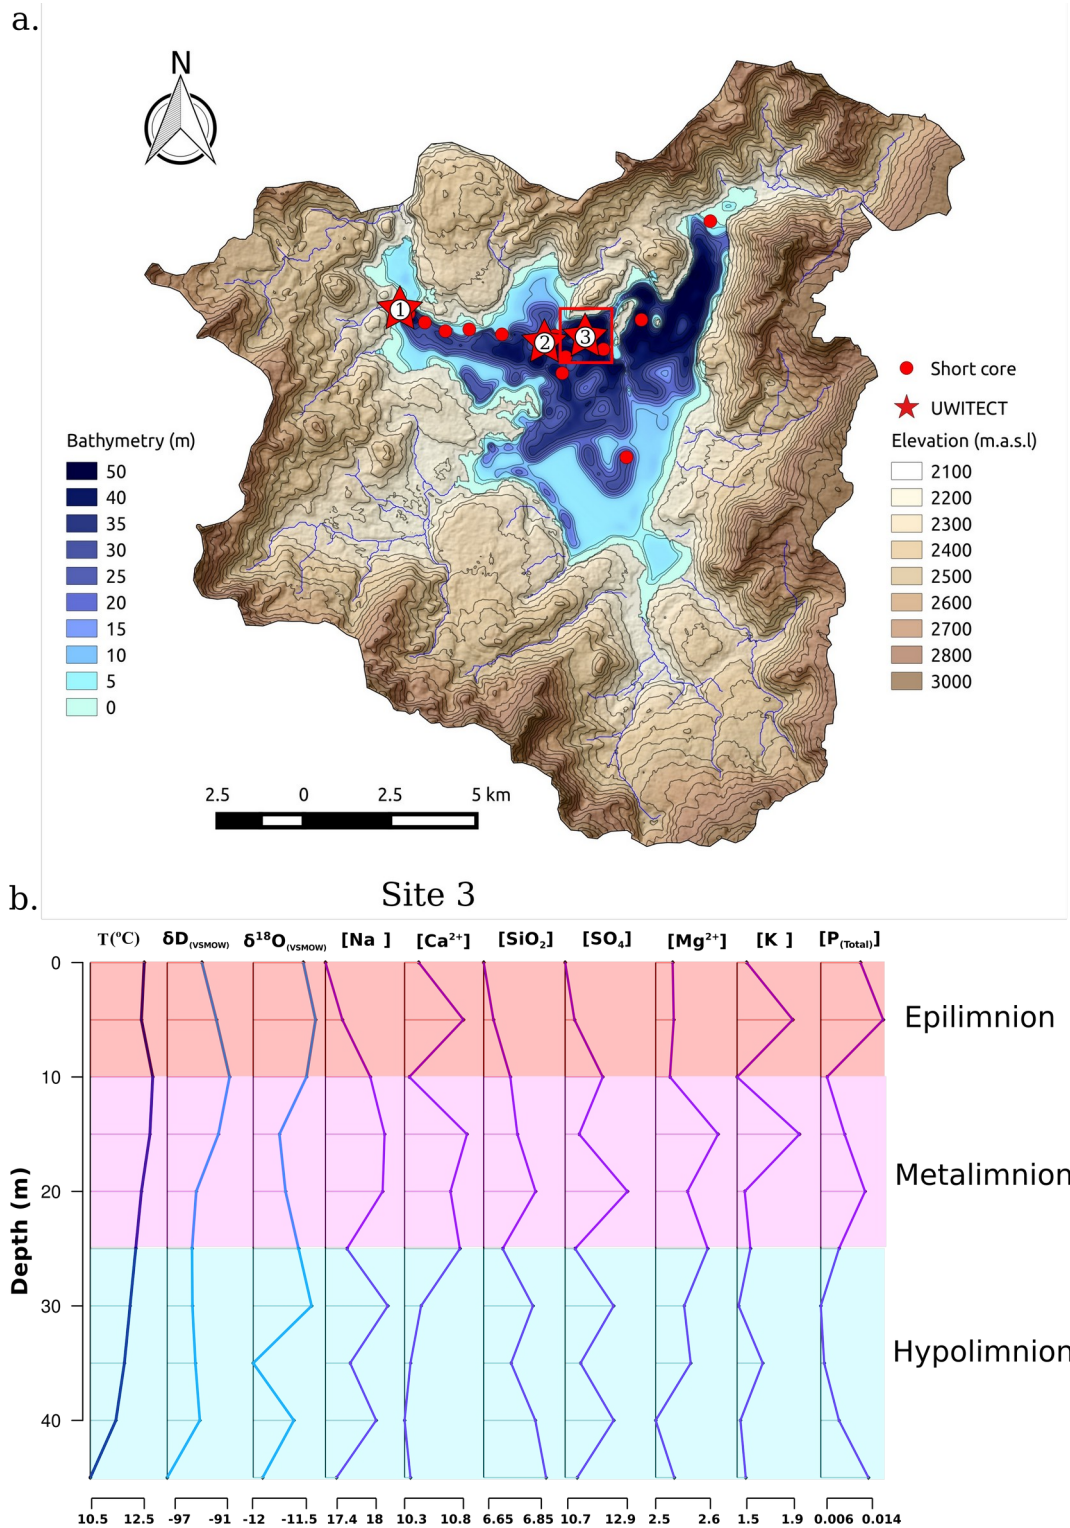 a.
N
1
2
3
Short core
UWITECT
Bathymetry (m)
50
40
35
30
25
20
15
10
5
0
Elevation (m.a.s.l)
2100
2200
2300
2400
2500
2600
2700
2800
3000
2.5 0 2.5 5 km
b.
Site 3
T(°C) δD(VSMOW) δ¹⁸O(VSMOW) [Na ] [Ca²⁺] [SiO₂] [SO₄] [Mg²⁺] [K ] [P(Total)]
Depth (m)
0
10
20
30
40
Epilimnion
Metalimnion
Hypolimnion
10.5 12.5 -97 -91 -12 -11.5 17.4 18 10.3 10.8 6.65 6.85 10.7 12.9 2.5 2.6 1.5 1.9 0.006 0.014